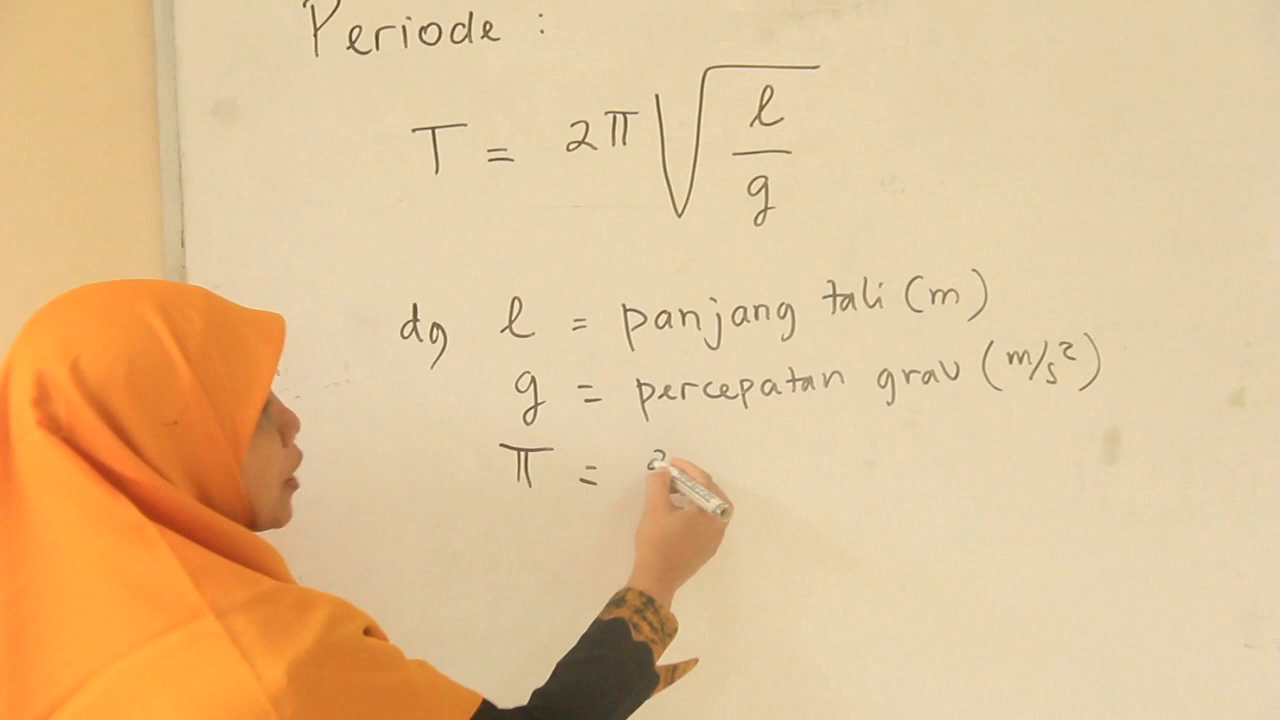 Periode :
T = 2π √(l/g)
dg l = panjang tali (m)
g = percepatan grav (m/s²)
π =